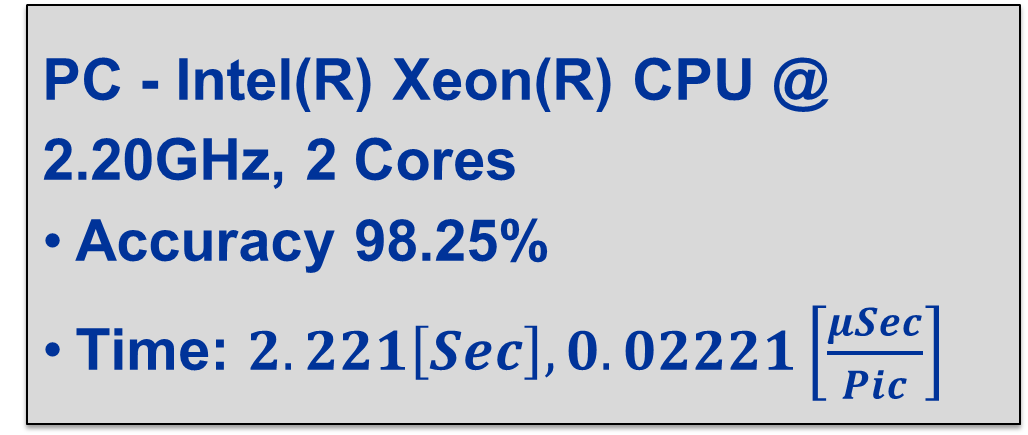 PC - Intel(R) Xeon(R) CPU @
2.20GHz, 2 Cores
• Accuracy 98.25%
• Time: 2.221[Sec], 0.02221 [μSec/Pic]